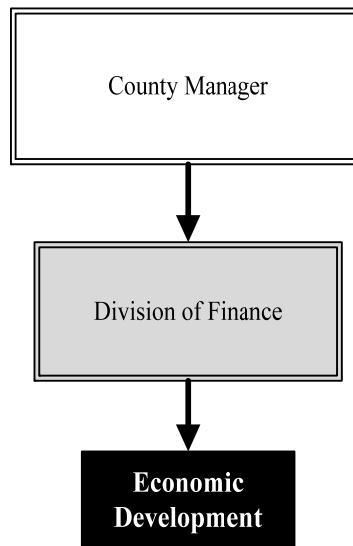 County Manager
Division of Finance
Economic
Development